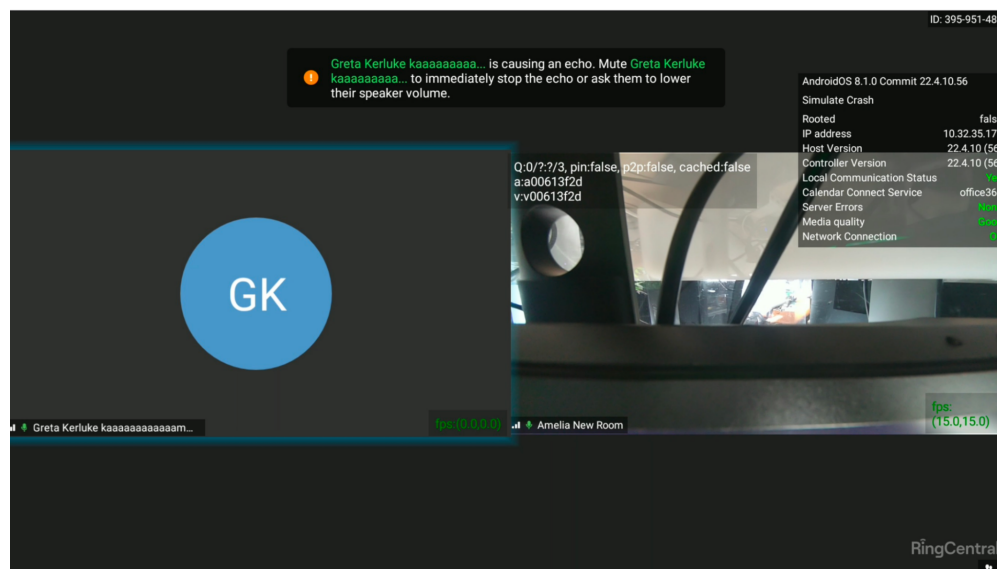 ID: 395-951-48
Greta Kerluke kaaaaaaaaa... is causing an echo. Mute Greta Kerluke
kaaaaaaaaa... to immediately stop the echo or ask them to lower
their speaker volume.
AndroidOS 8.1.0 Commit 22.4.10.56
Simulate Crash
Rooted fals
IP address 10.32.35.17
Host Version 22.4.10 (56
Controller Version 22.4.10 (56
Local Communication Status Ye
Calendar Connect Service office36
Server Errors Non
Media quality Goo
Network Connection O
Q:0/?:?/3, pin:false, p2p:false, cached:false
a:a00613f2d
v:v00613f2d
GK
fps:(0.0,0.0)
Greta Kerluke kaaaaaaaaaaaam...
Amelia New Room
fps:
(15.0,15.0)
RingCentral